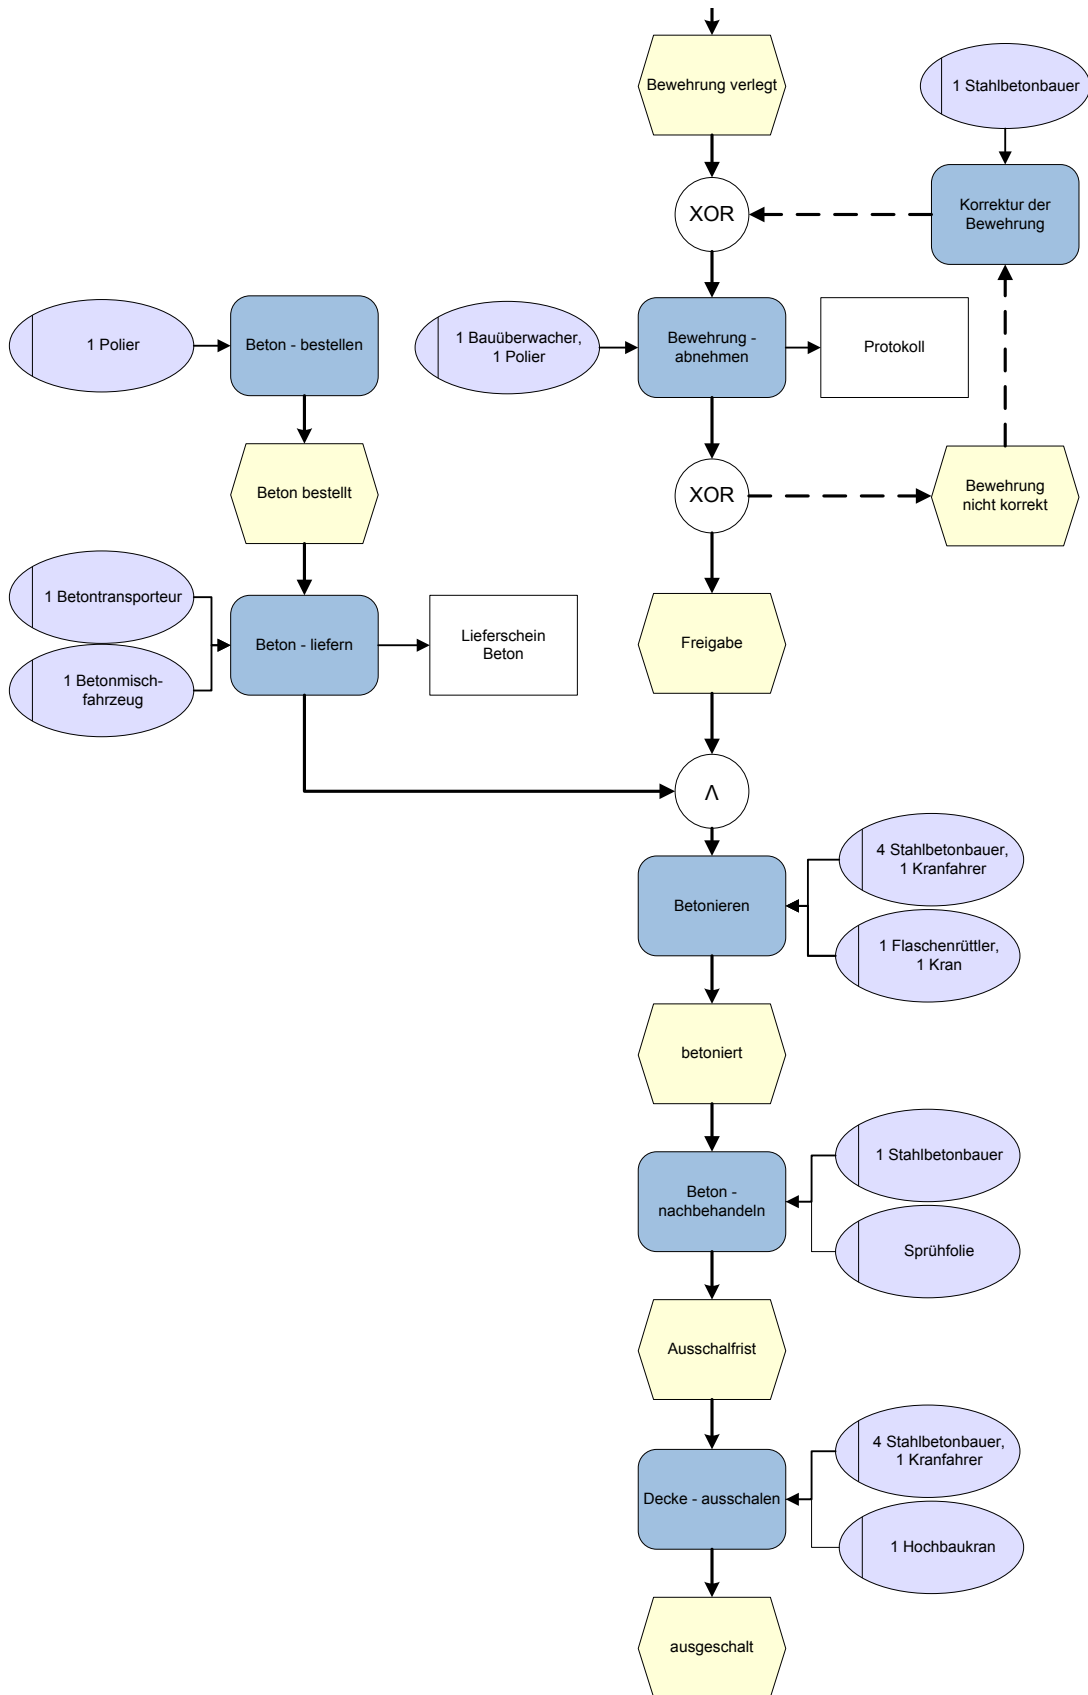 Bewehrung verlegt
1 Stahlbetonbauer
XOR
Korrektur der
Bewehrung
1 Polier
Beton - bestellen
1 Bauüberwacher,
1 Polier
Bewehrung -
abnehmen
Protokoll
Beton bestellt
XOR
Bewehrung
nicht korrekt
1 Betontransporteur
1 Betonmisch-
fahrzeug
Beton - liefern
Lieferschein
Beton
Freigabe
Λ
4 Stahlbetonbauer,
1 Kranfahrer
Betonieren
1 Flaschenrüttler,
1 Kran
betoniert
1 Stahlbetonbauer
Beton -
nachbehandeln
Sprühfolie
Ausschalfrist
4 Stahlbetonbauer,
1 Kranfahrer
Decke - ausschalen
1 Hochbaukran
ausgeschalt